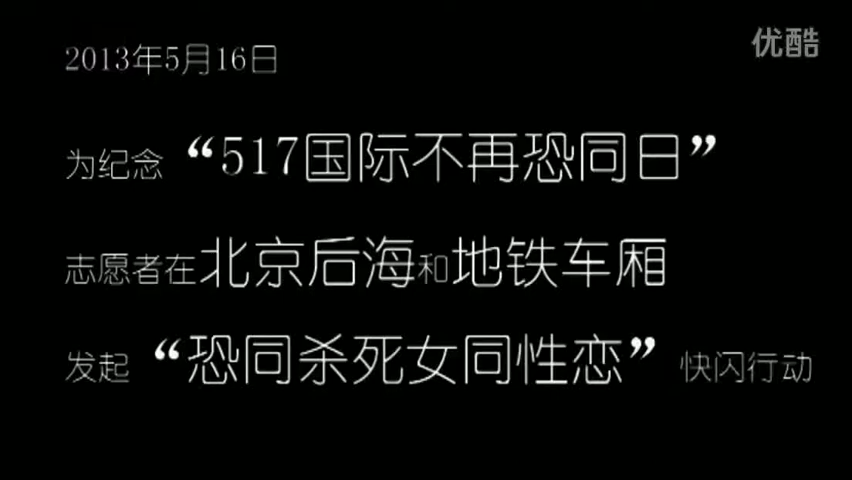 优酷
2013年5月16日
为纪念“517国际不再恐同日”
志愿者在北京后海和地铁车厢
发起“恐同杀死女同性恋”快闪行动